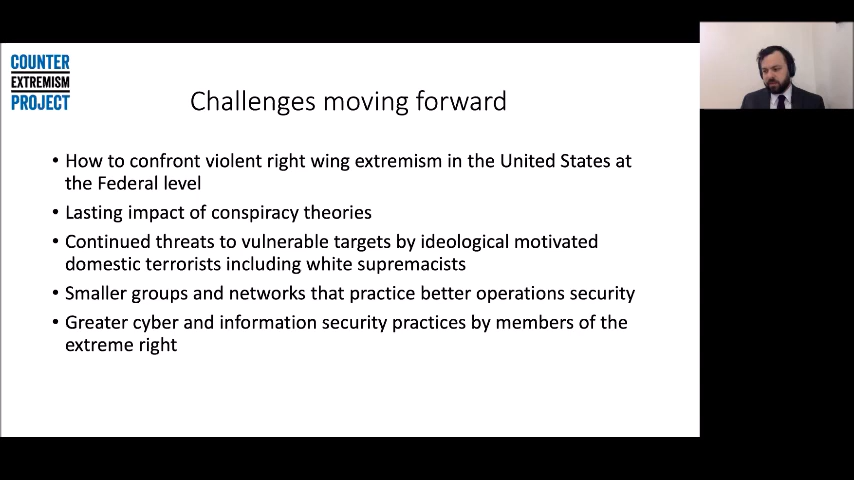 COUNTER
EXTREMISM
PROJECT
Challenges moving forward
• How to confront violent right wing extremism in the United States at
the Federal level
• Lasting impact of conspiracy theories
• Continued threats to vulnerable targets by ideological motivated
domestic terrorists including white supremacists
• Smaller groups and networks that practice better operations security
• Greater cyber and information security practices by members of the
extreme right